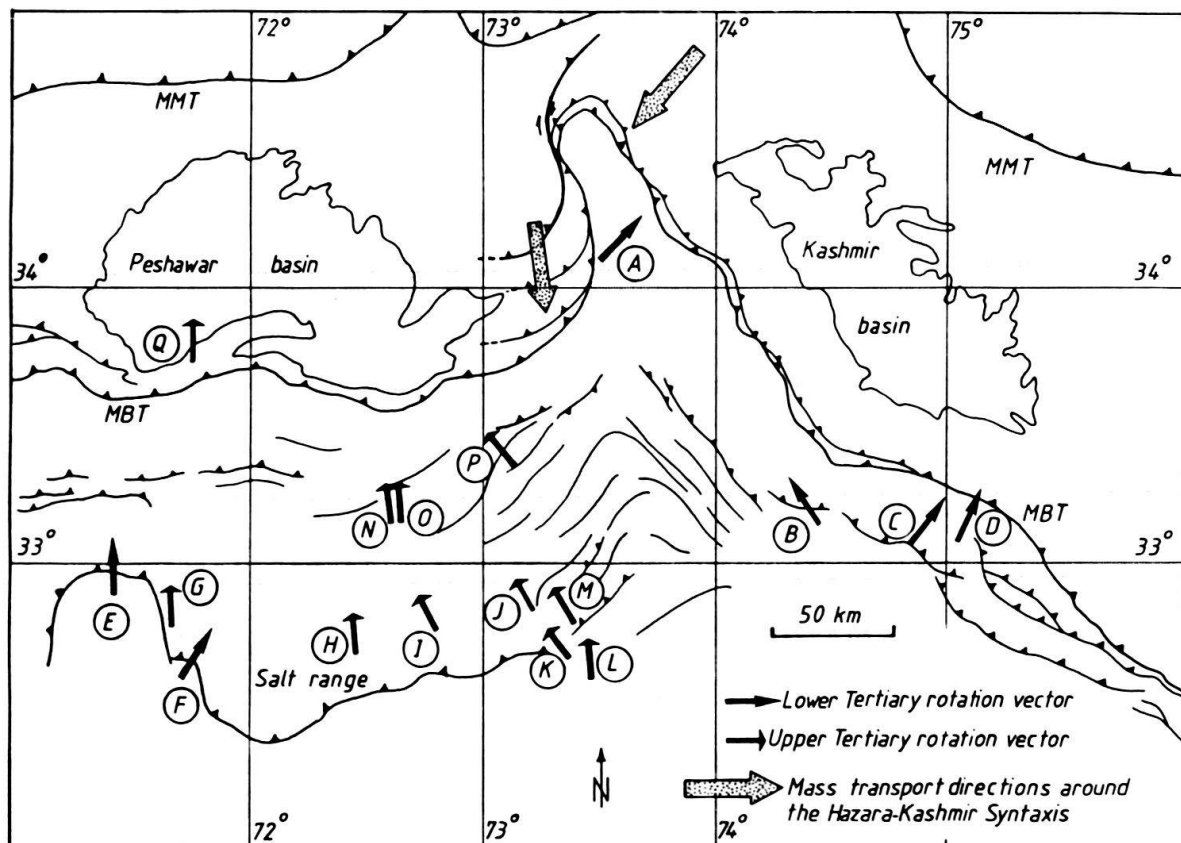 72° 73° 74° 75°
MMT
MMT
Peshawar basin
Kashmir
basin
34° 34°
A
Q
MBT
P
N O
B C D
MBT
33° 33°
E G
J M
H I
K L
F
50 km
Salt range
Lower Tertiary rotation vector
Upper Tertiary rotation vector
N
Mass transport directions around
the Hazara-Kashmir Syntaxis
72° 73° 74°